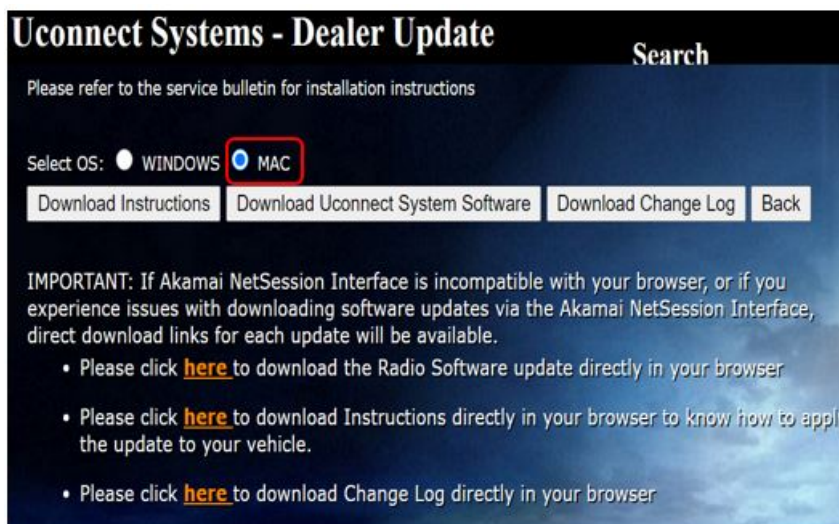 Uconnect Systems - Dealer Update
Search
Please refer to the service bulletin for installation instructions
Select OS: WINDOWS MAC
Download Instructions Download Uconnect System Software Download Change Log Back
IMPORTANT: If Akamai NetSession Interface is incompatible with your browser, or if you
experience issues with downloading software updates via the Akamai NetSession Interface,
direct download links for each update will be available.
• Please click here to download the Radio Software update directly in your browser
• Please click here to download Instructions directly in your browser to know how to appl
the update to your vehicle.
• Please click here to download Change Log directly in your browser